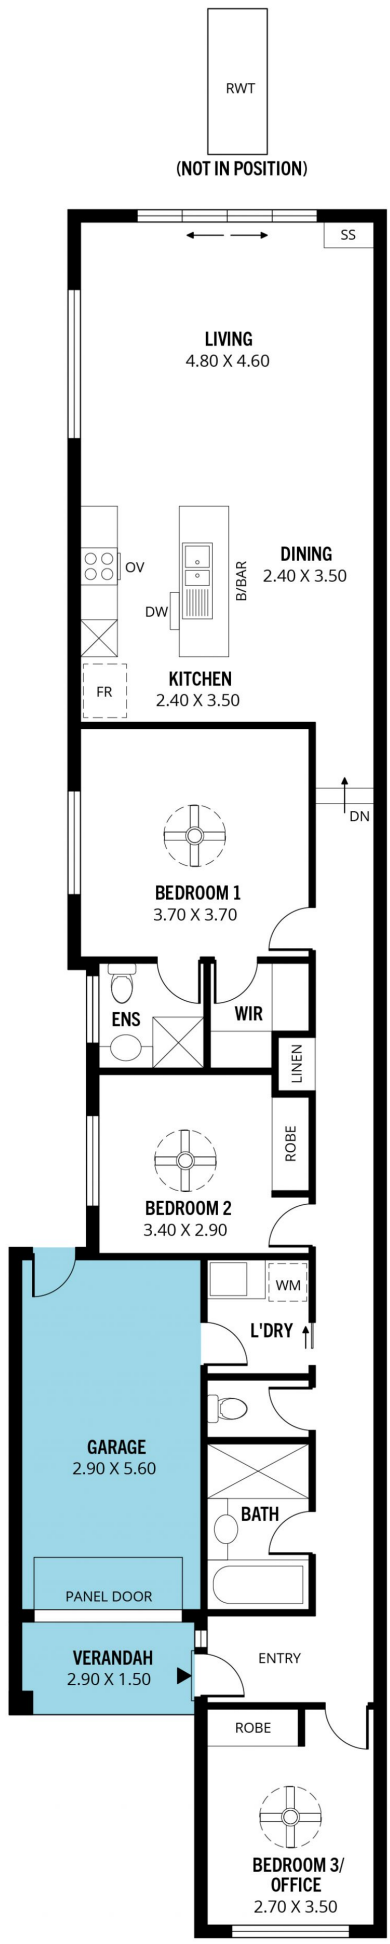 RWT
(NOT IN POSITION)
SS
LIVING
4.80 X 4.60
DINING
2.40 X 3.50
OV
B/BAR
DW
KITCHEN
2.40 X 3.50
FR
DN
BEDROOM 1
3.70 X 3.70
ENS
WIR
LINEN
ROBE
BEDROOM 2
3.40 X 2.90
WM
L'DRY
GARAGE
2.90 X 5.60
BATH
PANEL DOOR
VERANDAH
2.90 X 1.50
ENTRY
ROBE
BEDROOM 3/
OFFICE
2.70 X 3.50